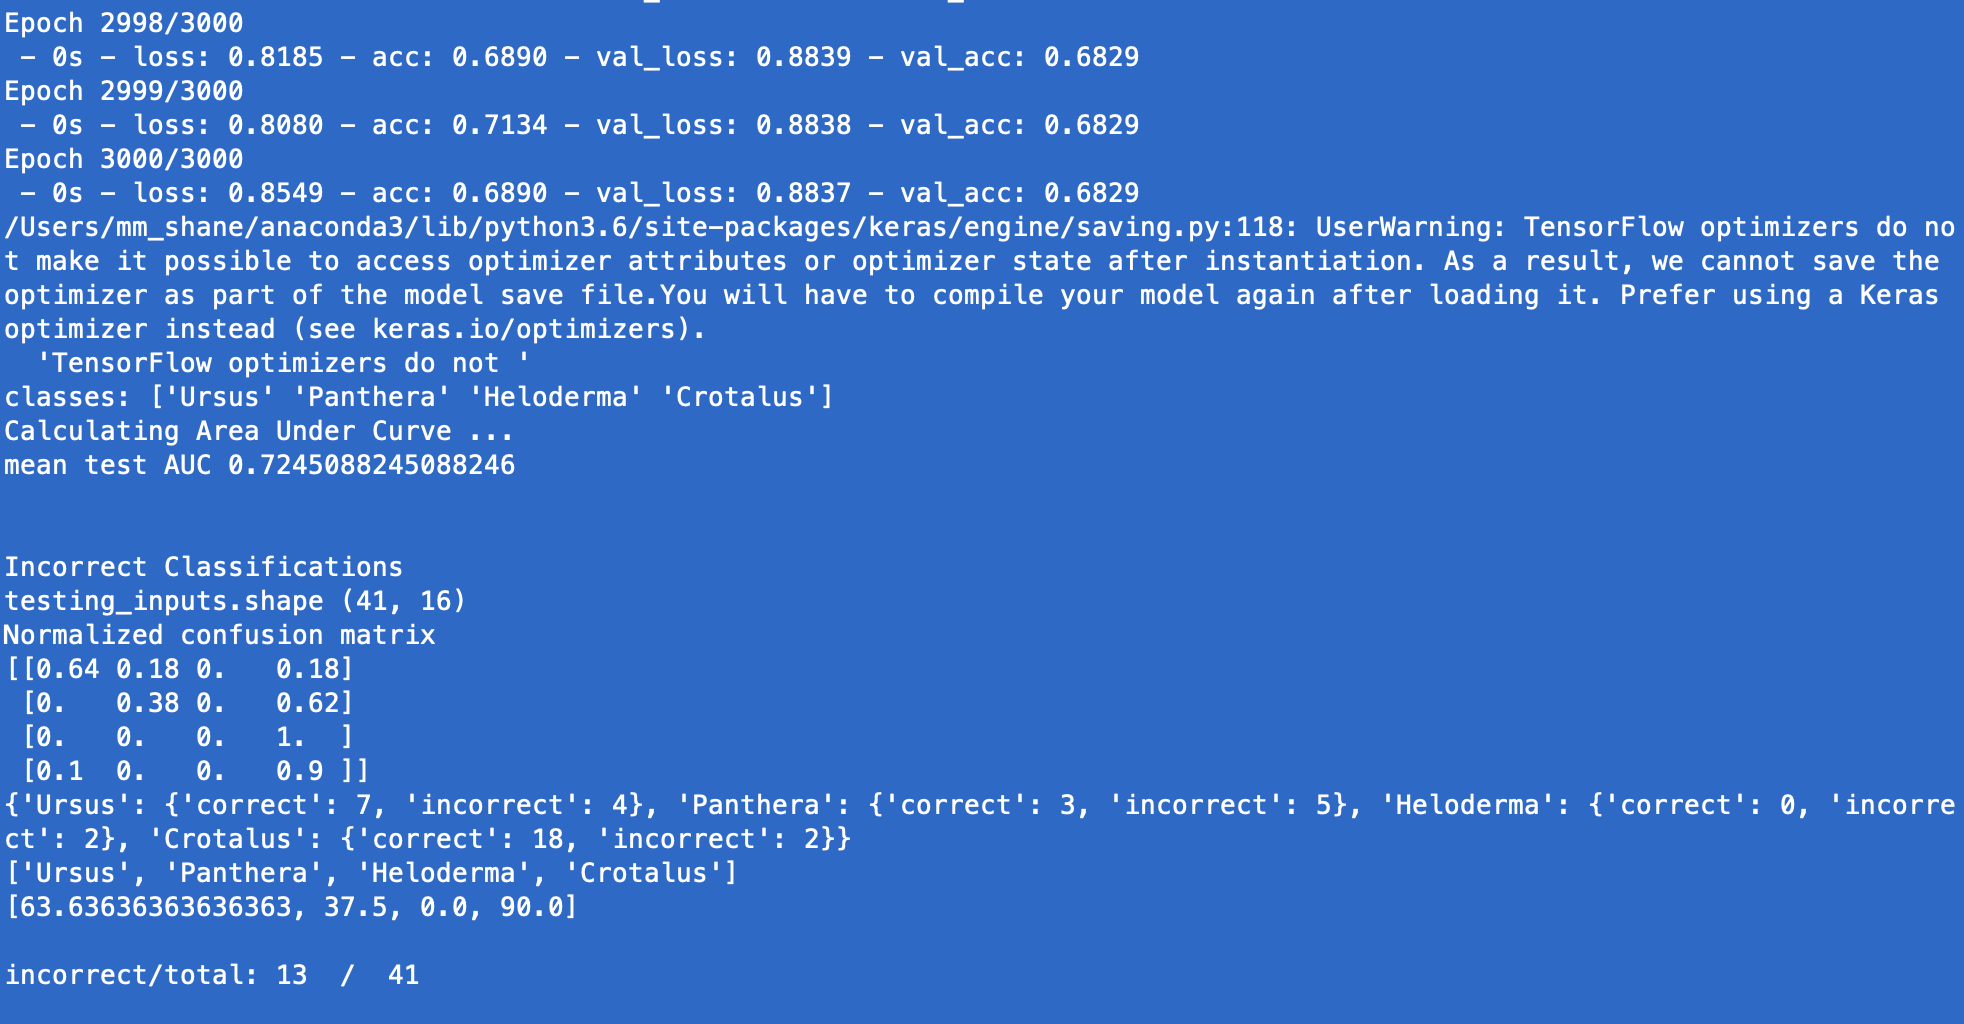 Epoch 2998/3000
 - 0s - loss: 0.8185 - acc: 0.6890 - val_loss: 0.8839 - val_acc: 0.6829
Epoch 2999/3000
 - 0s - loss: 0.8080 - acc: 0.7134 - val_loss: 0.8838 - val_acc: 0.6829
Epoch 3000/3000
 - 0s - loss: 0.8549 - acc: 0.6890 - val_loss: 0.8837 - val_acc: 0.6829
/Users/mm_shane/anaconda3/lib/python3.6/site-packages/keras/engine/saving.py:118: UserWarning: TensorFlow optimizers do no
t make it possible to access optimizer attributes or optimizer state after instantiation. As a result, we cannot save the
optimizer as part of the model save file.You will have to compile your model again after loading it. Prefer using a Keras
optimizer instead (see keras.io/optimizers).
  'TensorFlow optimizers do not '
classes: ['Ursus' 'Panthera' 'Heloderma' 'Crotalus']
Calculating Area Under Curve ...
mean test AUC 0.7245088245088246
Incorrect Classifications
testing_inputs.shape (41, 16)
Normalized confusion matrix
[[0.64 0.18 0.   0.18]
 [0.   0.38 0.   0.62]
 [0.   0.   0.   1.  ]
 [0.1  0.   0.   0.9 ]]
{'Ursus': {'correct': 7, 'incorrect': 4}, 'Panthera': {'correct': 3, 'incorrect': 5}, 'Heloderma': {'correct': 0, 'incorre
ct': 2}, 'Crotalus': {'correct': 18, 'incorrect': 2}}
['Ursus', 'Panthera', 'Heloderma', 'Crotalus']
[63.63636363636363, 37.5, 0.0, 90.0]
incorrect/total: 13  /  41